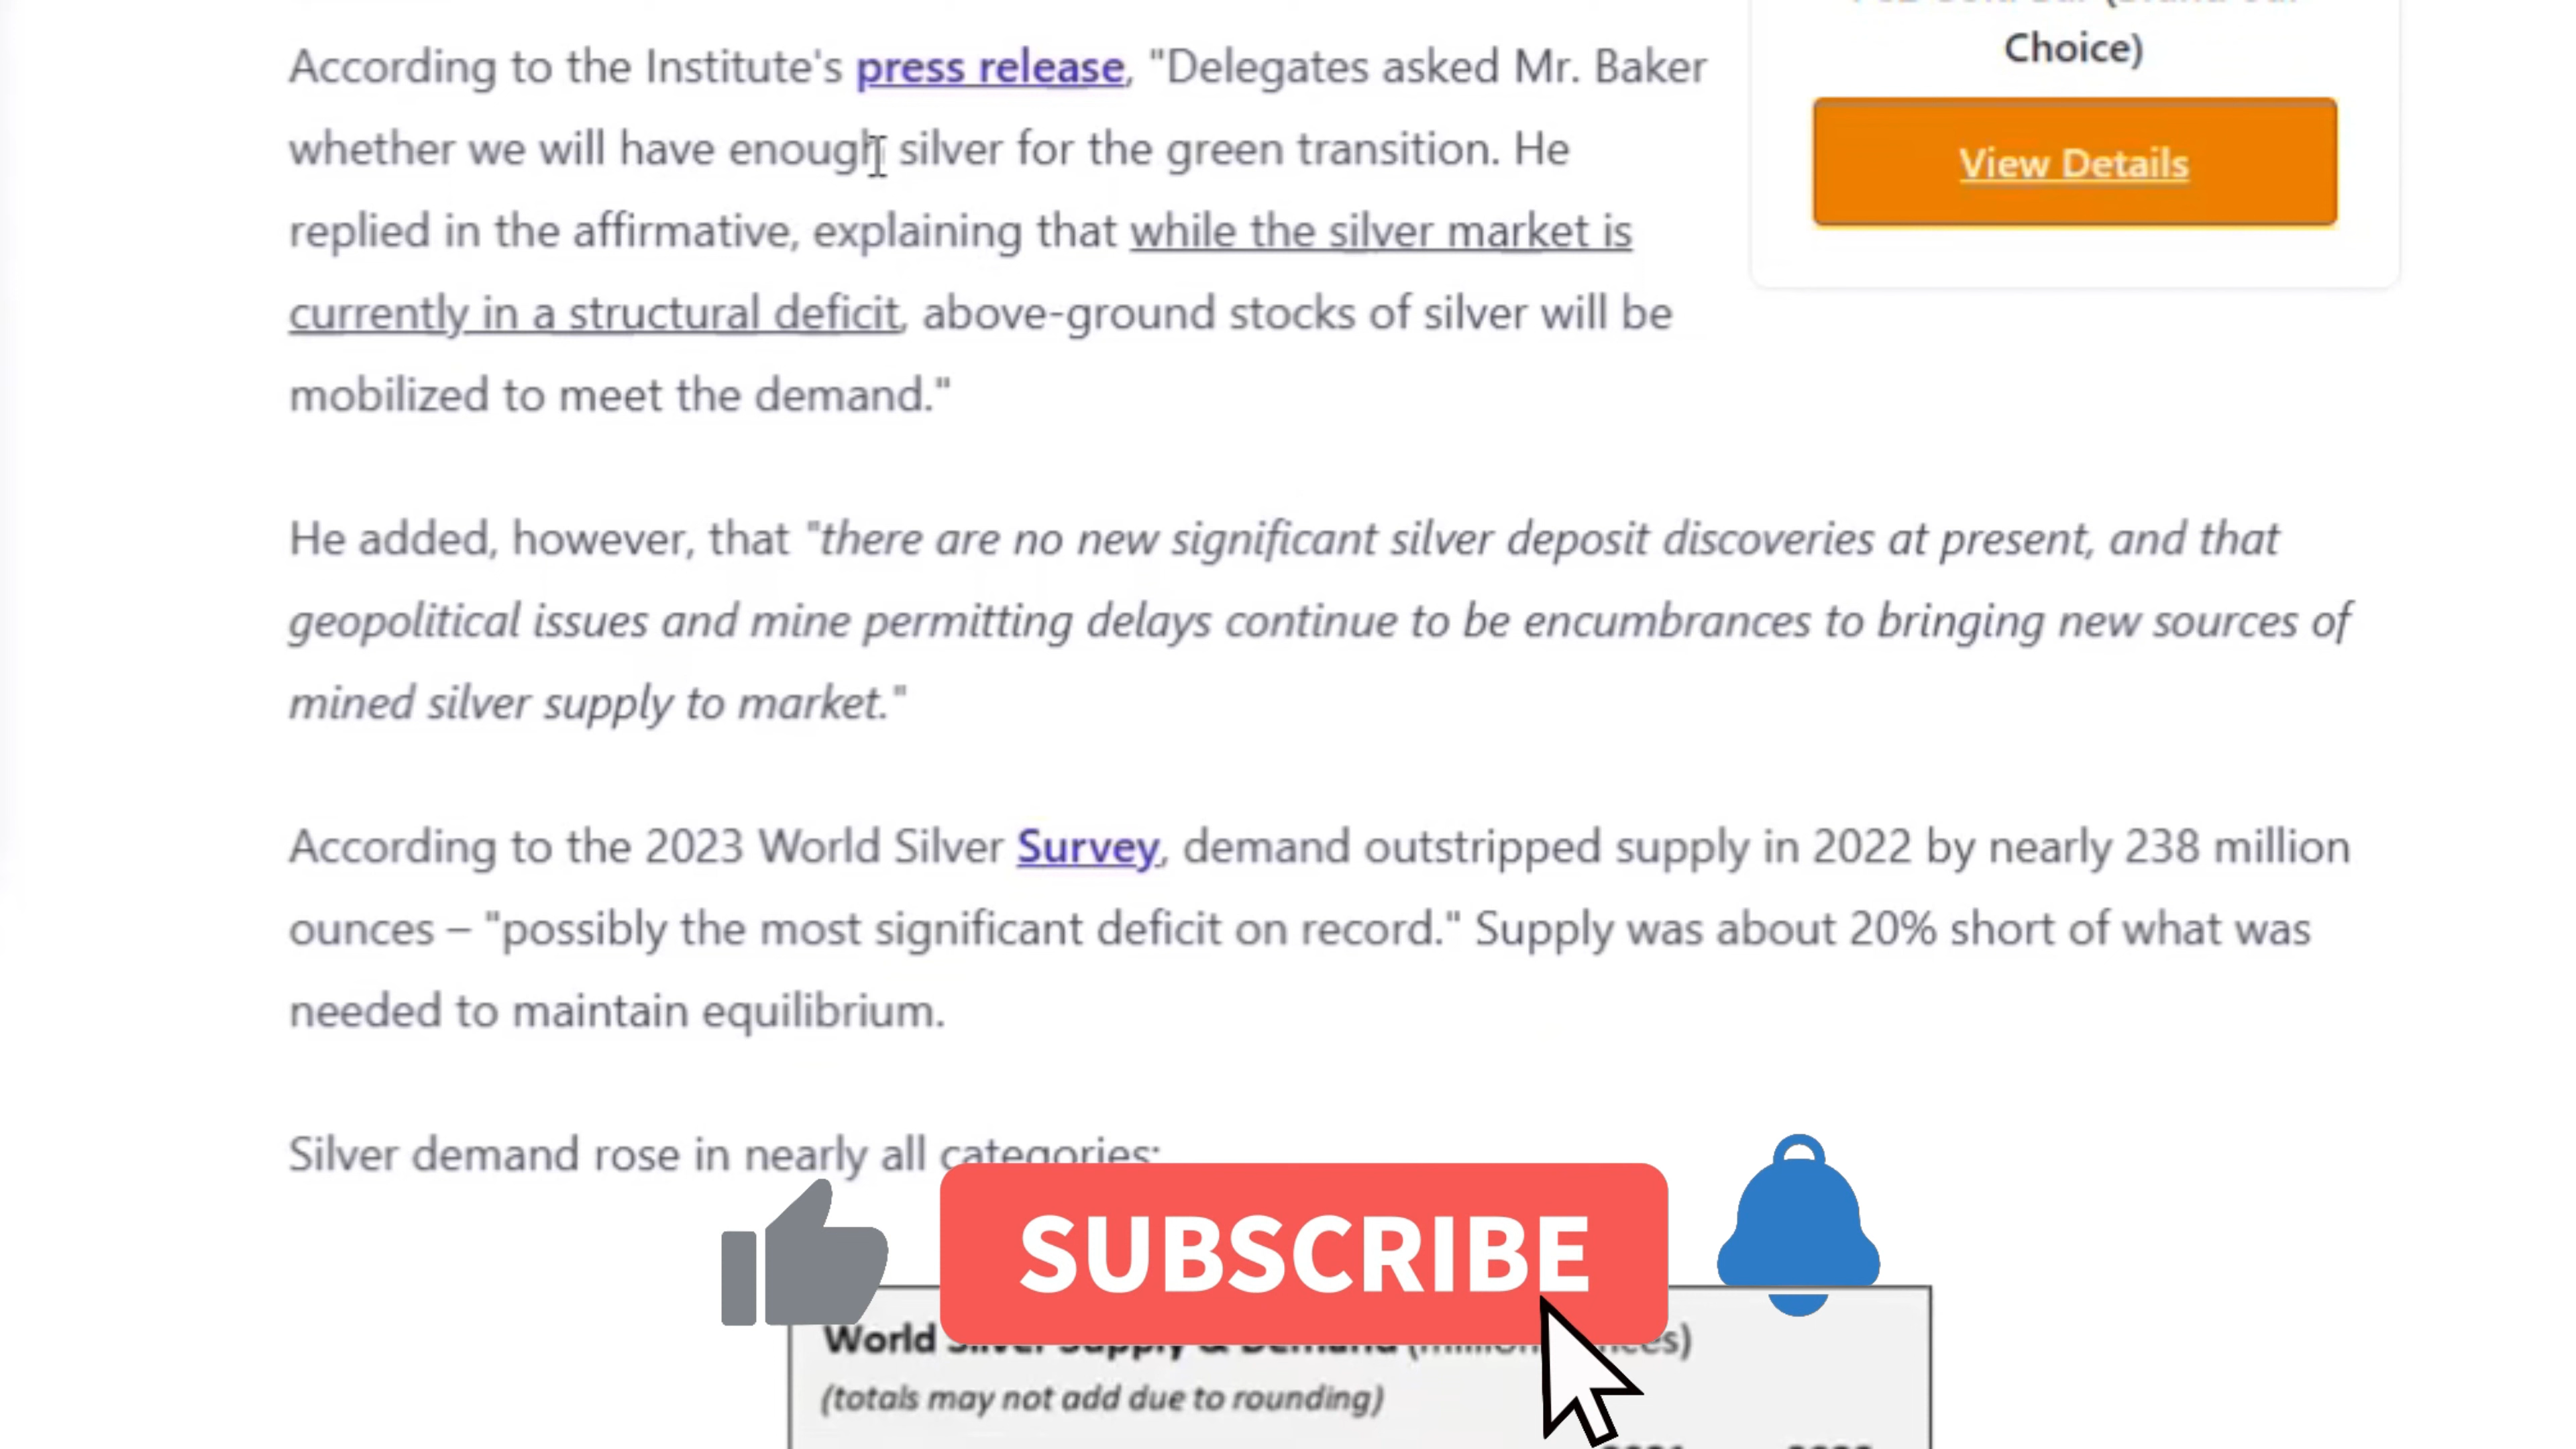 Choice)
View Details
According to the Institute's press release, "Delegates asked Mr. Baker
whether we will have enough silver for the green transition. He
replied in the affirmative, explaining that while the silver market is
currently in a structural deficit, above-ground stocks of silver will be
mobilized to meet the demand."
He added, however, that "there are no new significant silver deposit discoveries at present, and that
geopolitical issues and mine permitting delays continue to be encumbrances to bringing new sources of
mined silver supply to market."
According to the 2023 World Silver Survey, demand outstripped supply in 2022 by nearly 238 million
ounces – "possibly the most significant deficit on record." Supply was about 20% short of what was
needed to maintain equilibrium.
Silver demand rose in nearly all categories:
SUBSCRIBE
World Silver Supply & Demand
(totals may not add due to rounding)